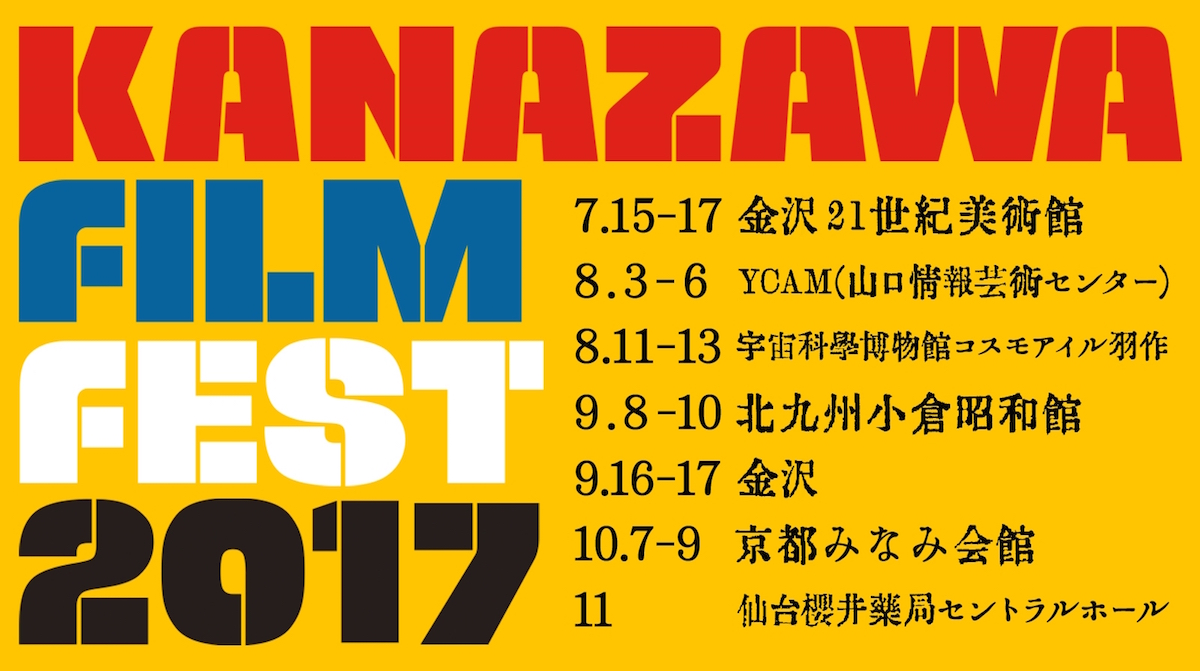 KANAZAWA
FILM
FEST
2017
7.15-17 金沢21世紀美術館
8.3-6 YCAM(山口情報芸術センター)
8.11-13 宇宙科學博物館コスモアイル羽咋
9.8-10 北九州小倉昭和館
9.16-17 金沢
10.7-9 京都みなみ会館
11 仙台櫻井薬局セントラルホール